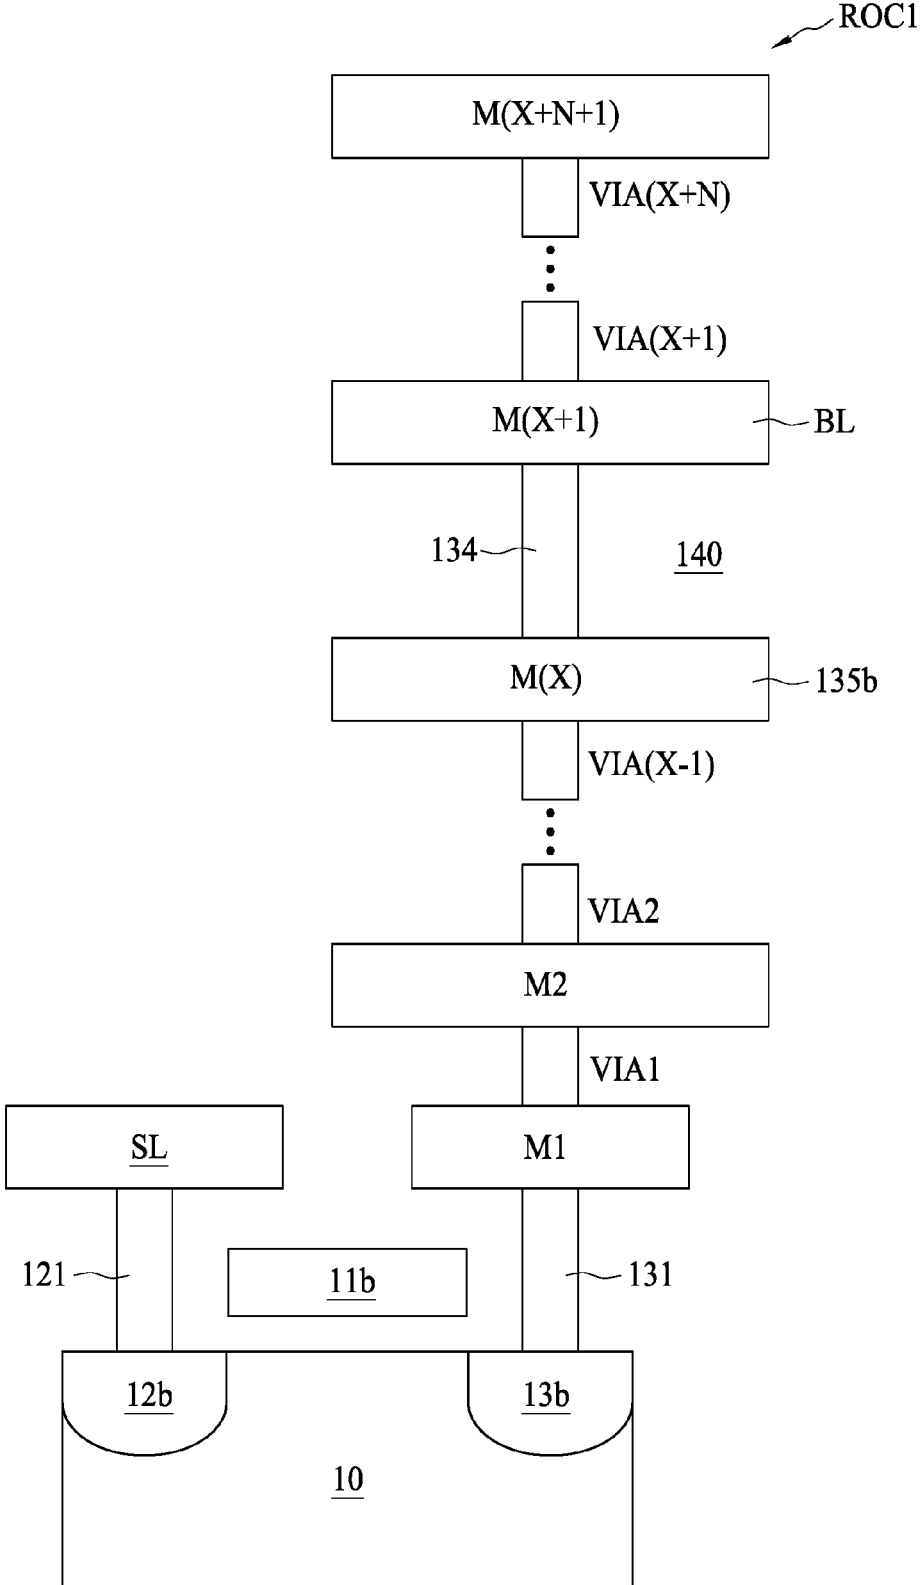 ROC1
M(X+N+1)
VIA(X+N)
VIA(X+1)
M(X+1)
BL
134
140
M(X)
135b
VIA(X-1)
VIA2
M2
VIA1
SL
M1
121
11b
131
12b
13b
10